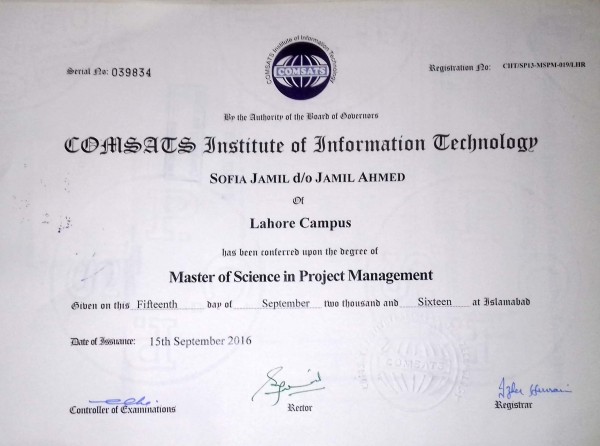 COMSATS Institute of Information Technology
COMSATS
Serial No: 039834
Registration No: CIIT/SP13-MSPM-019/LHR
By the Authority of the Board of Governors
COMSATS Institute of Information Technology
SOFIA JAMIL d/o JAMIL AHMED
Of
Lahore Campus
has been conferred upon the degree of
Master of Science in Project Management
Given on this Fifteenth day of September two thousand and Sixteen at Islamabad
Date of Issuance: 15th September 2016
Controller of Examinations
Rector
Registrar